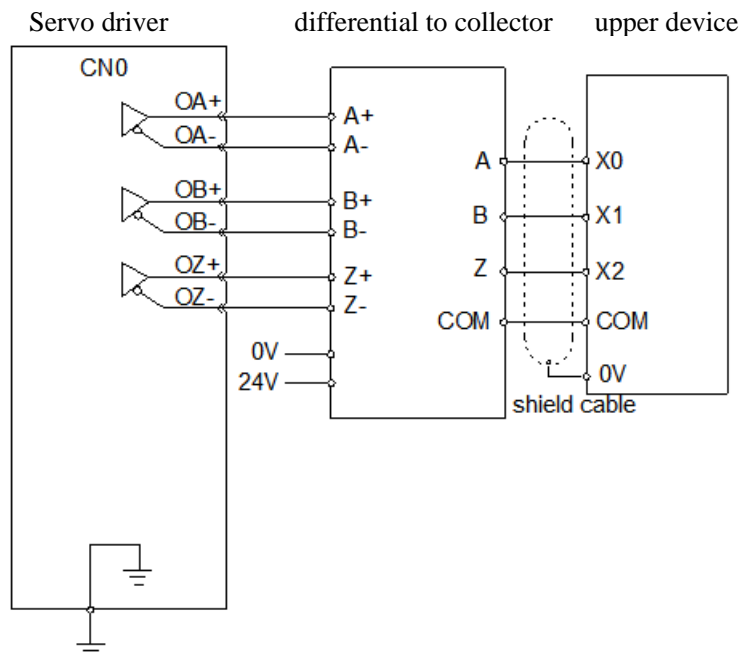 Servo driver differential to collector upper device
CN0
OA+
OA-
OB+
OB-
OZ+
OZ-
A+
A-
B+
B-
Z+
Z-
0V
24V
A
B
Z
COM
X0
X1
X2
COM
0V
shield cable